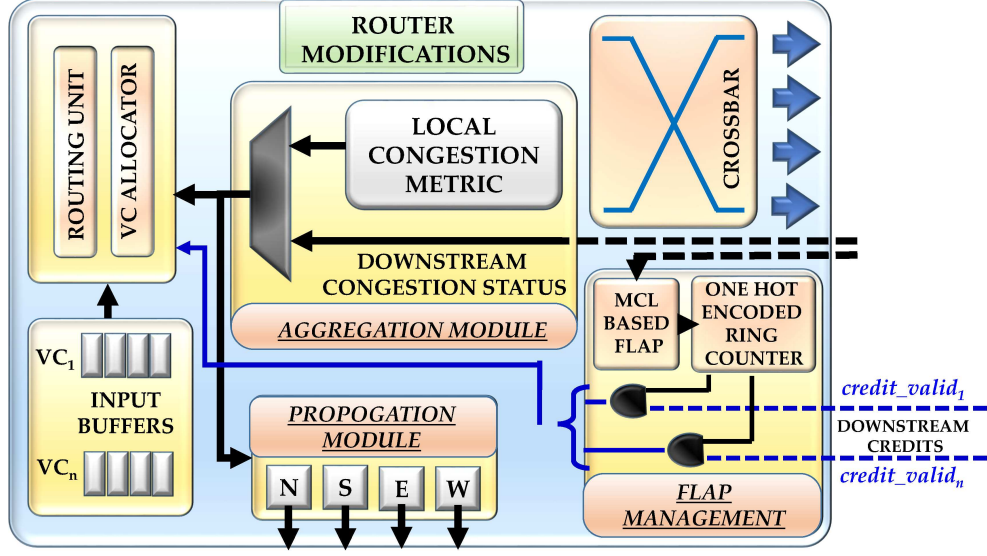 ROUTER
MODIFICATIONS
ROUTING UNIT
VC ALLOCATOR
LOCAL
CONGESTION
METRIC
CROSSBAR
DOWNSTREAM
CONGESTION STATUS
AGGREGATION MODULE
MCL
BASED
FLAP
ONE HOT
ENCODED
RING
COUNTER
VC1
INPUT
BUFFERS
VCn
PROPOGATION
MODULE
N S E W
credit_valid1
DOWNSTREAM
CREDITS
credit_validn
FLAP
MANAGEMENT